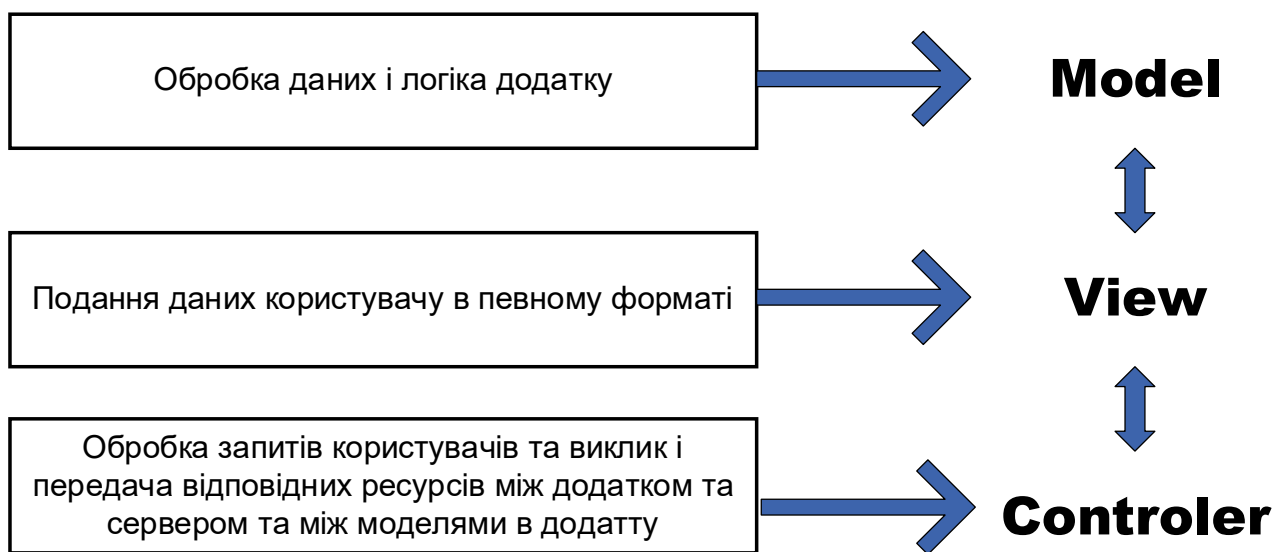 Обробка даних і логіка додатку
Model
Подання даних користувачу в певному форматі
View
Обробка запитів користувачів та виклик і
передача відповідних ресурсів між додатком та
сервером та між моделями в додатту
Controler